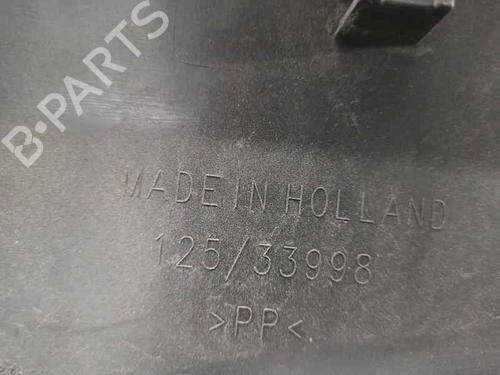 B-PARTS
MADE IN HOLLAND
125/33998
>PP<